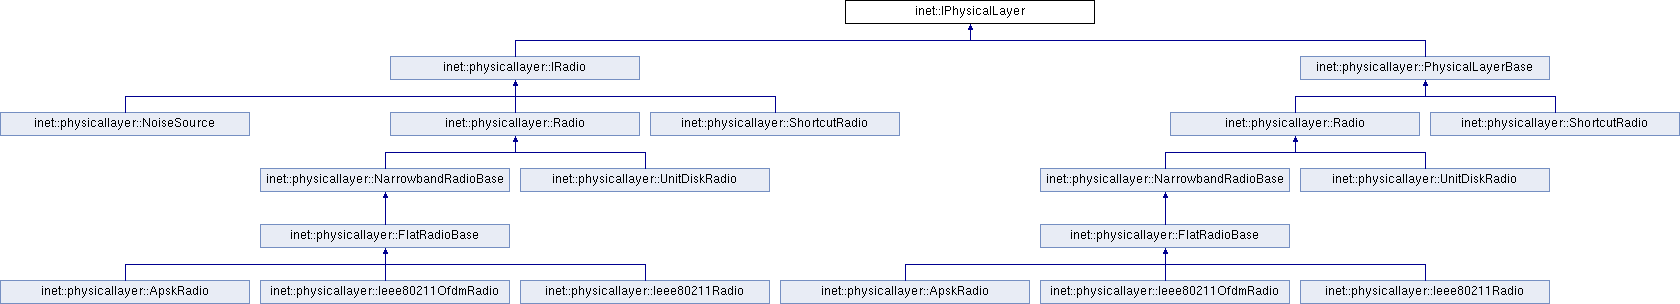 inet::IPhysicalLayer
inet::physicallayer::IRadio
inet::physicallayer::PhysicalLayerBase
inet::physicallayer::NoiseSource
inet::physicallayer::Radio
inet::physicallayer::ShortcutRadio
inet::physicallayer::Radio
inet::physicallayer::ShortcutRadio
inet::physicallayer::NarrowbandRadioBase
inet::physicallayer::UnitDiskRadio
inet::physicallayer::NarrowbandRadioBase
inet::physicallayer::UnitDiskRadio
inet::physicallayer::FlatRadioBase
inet::physicallayer::FlatRadioBase
inet::physicallayer::ApskRadio
inet::physicallayer::Ieee80211OfdmRadio
inet::physicallayer::Ieee80211Radio
inet::physicallayer::ApskRadio
inet::physicallayer::Ieee80211OfdmRadio
inet::physicallayer::Ieee80211Radio